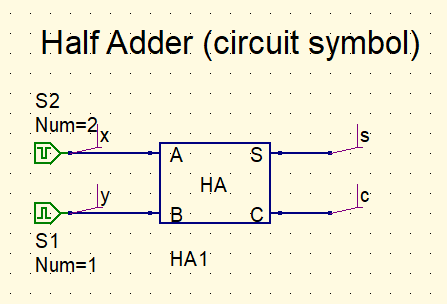 Half Adder (circuit symbol)
S2
Num=2
x
s
A S
HA
y
c
B C
S1
Num=1
HA1